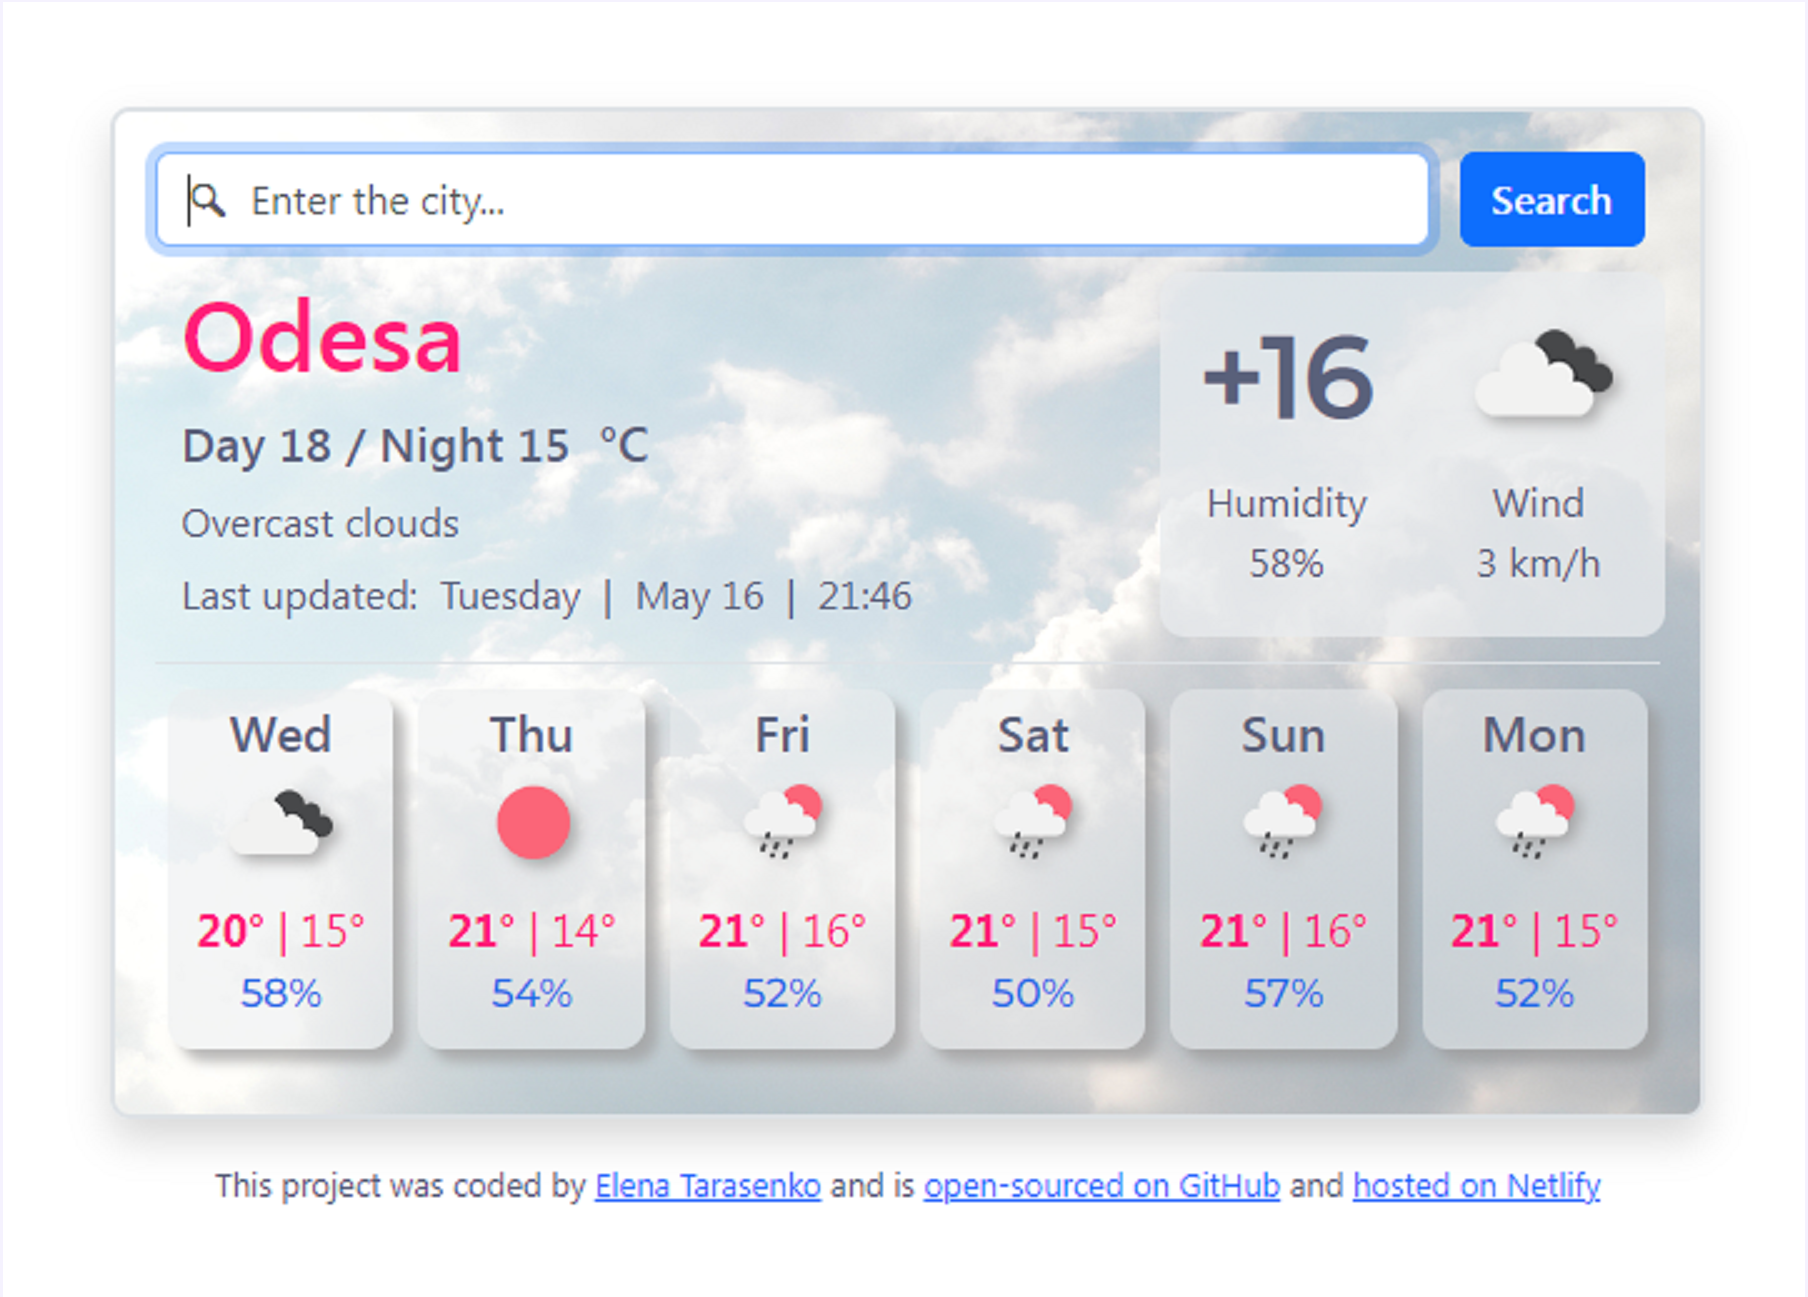 Enter the city...
Search
Odesa
Day 18 / Night 15 °C
Overcast clouds
Last updated: Tuesday | May 16 | 21:46
+16
Humidity
58%
Wind
3 km/h
Wed
20° | 15°
58%
Thu
21° | 14°
54%
Fri
21° | 16°
52%
Sat
21° | 15°
50%
Sun
21° | 16°
57%
Mon
21° | 15°
52%
This project was coded by Elena Tarasenko and is open-sourced on GitHub and hosted on Netlify